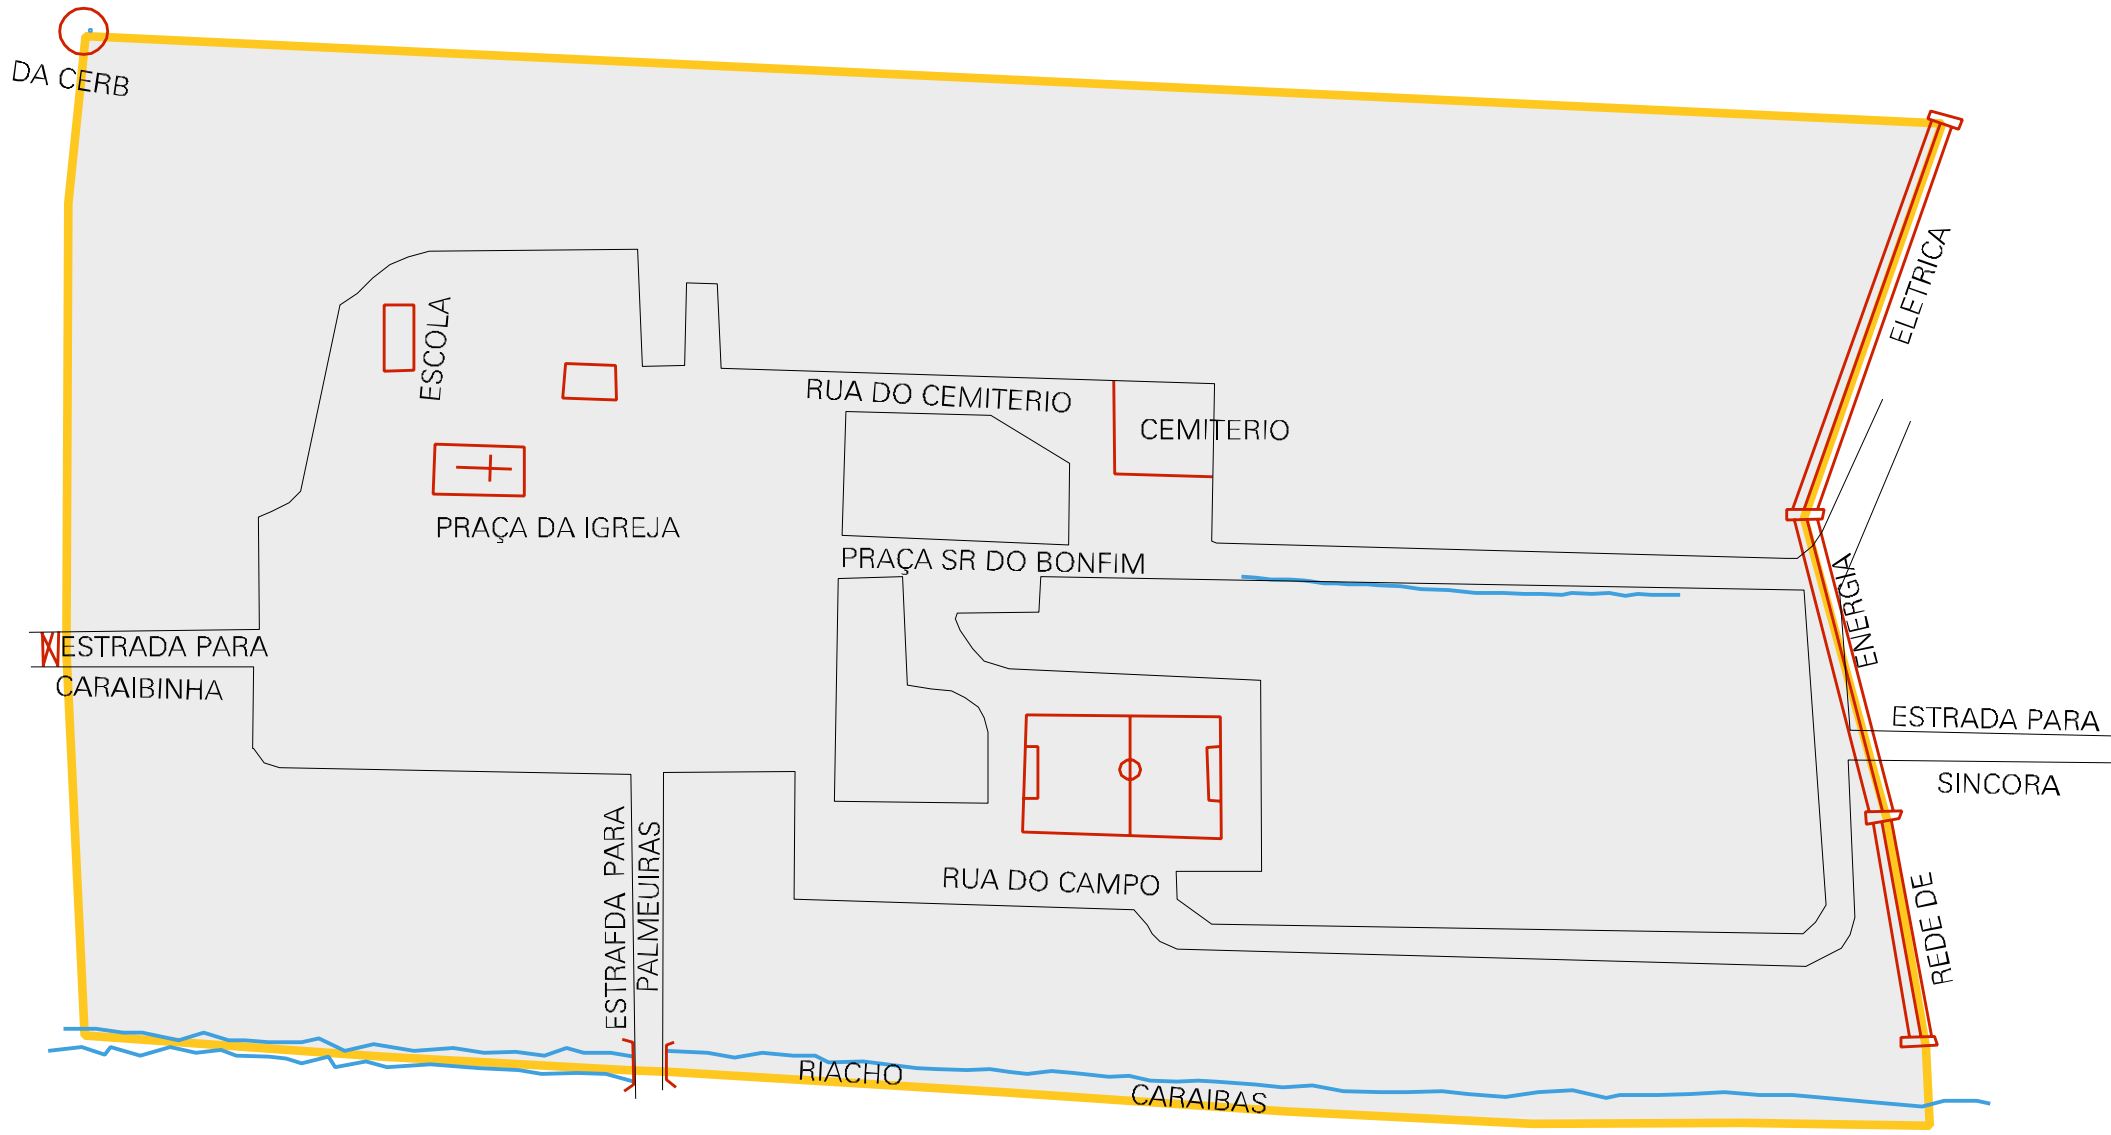 DA CERB
ELETRICA
ESCOLA
RUA DO CEMITERIO
CEMITERIO
PRAÇA DA IGREJA
PRAÇA SR DO BONFIM
ENERGIA
ESTRADA PARA
CARAIBINHA
ESTRADA PARA
SINCORA
ESTRAFDA PARA
PALMEUIRAS
RUA DO CAMPO
REDE DE
RIACHO
CARAIBAS